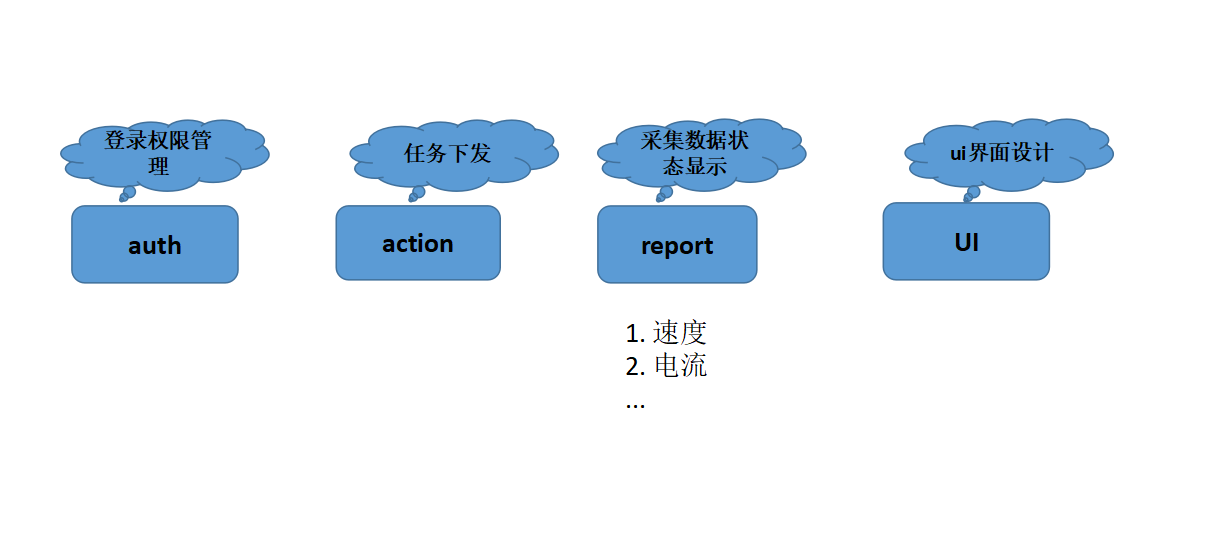 登录权限管
理
任务下发
采集数据状
态显示
ui界面设计
auth
action
report
UI
1. 速度
2. 电流
...